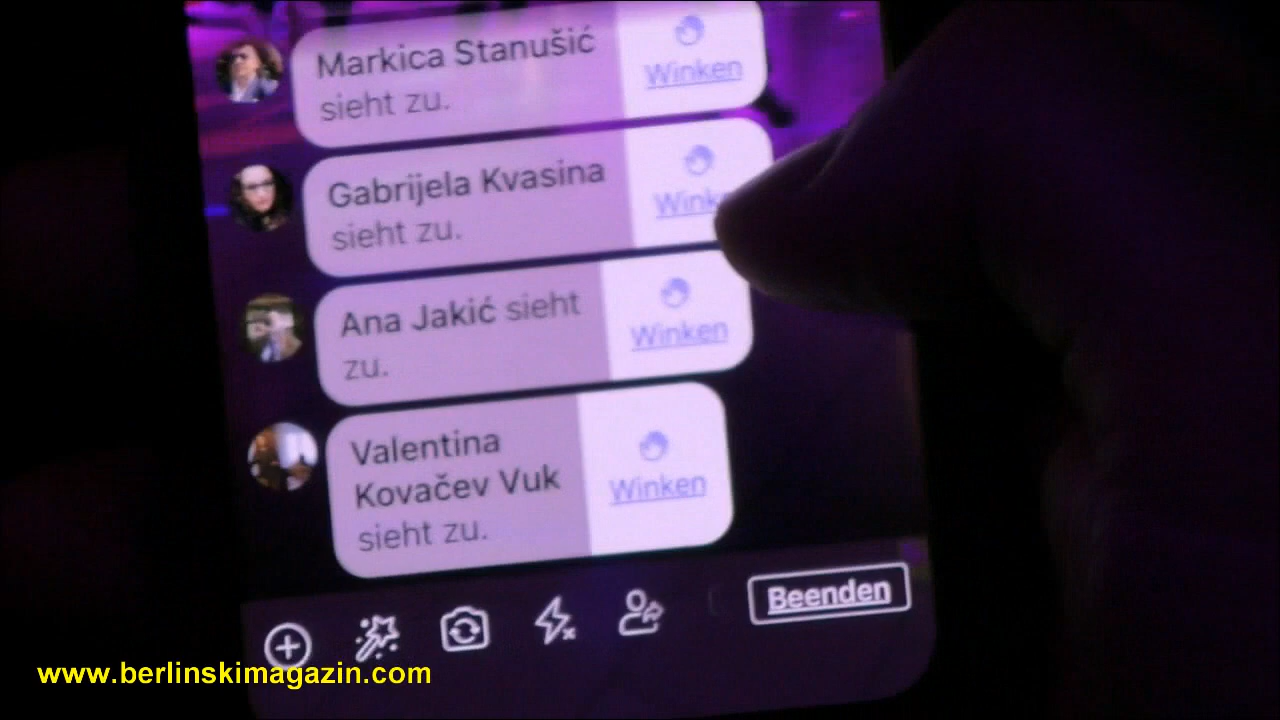 Markica Stanušić
sieht zu.
Winken
Gabrijela Kvasina
sieht zu.
Ana Jakić sieht
zu.
Winken
Valentina
Kovačev Vuk
sieht zu.
Winken
Beenden
www.berlinskimagazin.com